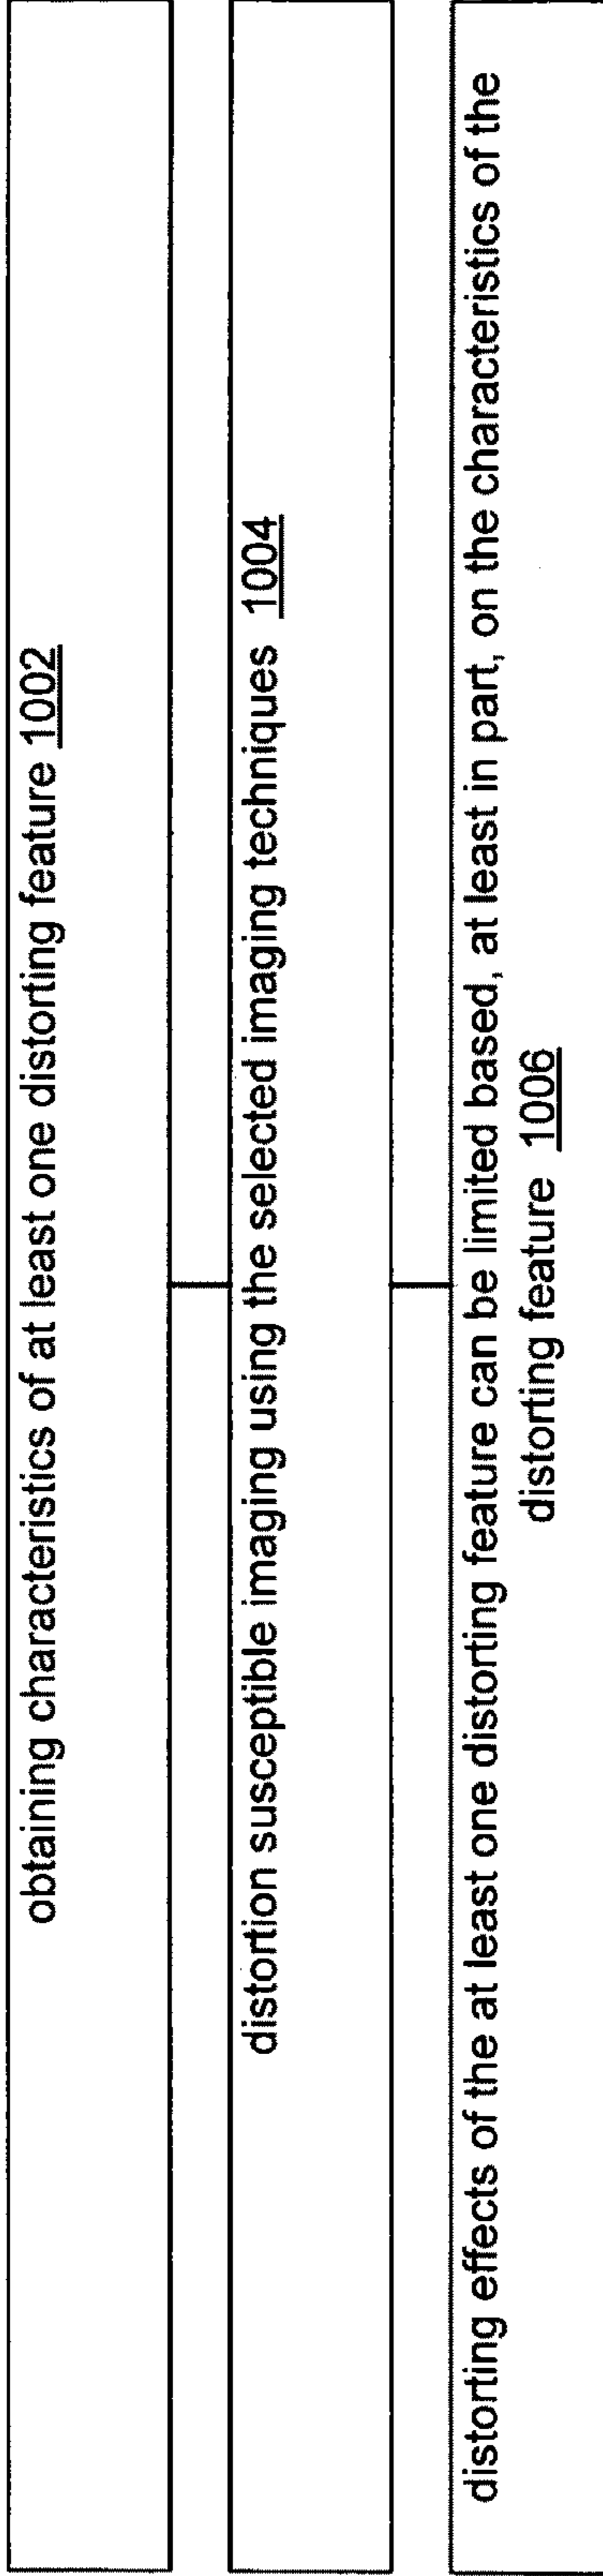 obtaining characteristics of at least one distorting feature 1002
distortion susceptible imaging using the selected imaging techniques 1004
distorting effects of the at least one distorting feature can be limited based, at least in part, on the characteristics of the
distorting feature 1006